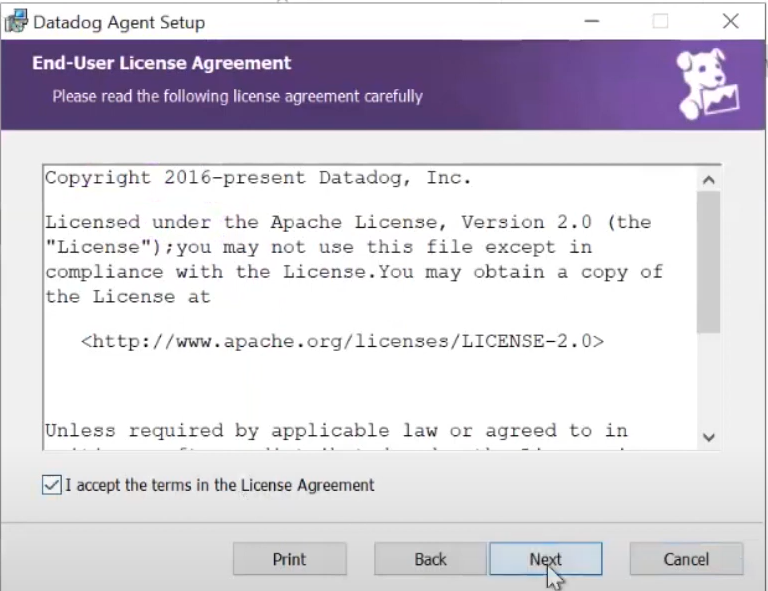 Datadog Agent Setup
End-User License Agreement
Please read the following license agreement carefully
Copyright 2016-present Datadog, Inc.
Licensed under the Apache License, Version 2.0 (the
"License");you may not use this file except in
compliance with the License.You may obtain a copy of
the License at
<http://www.apache.org/licenses/LICENSE-2.0>
Unless required by applicable law or agreed to in
I accept the terms in the License Agreement
Print
Back
Next
Cancel